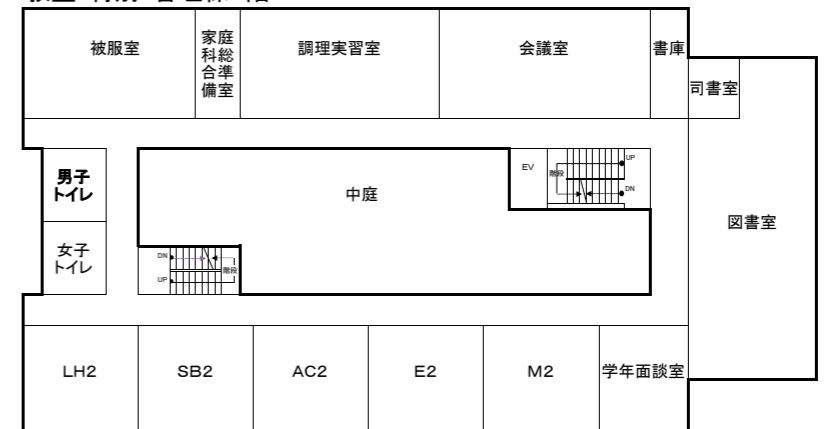 被服室
家庭
科総
合準
備室
調理実習室
会議室
書庫
司書室
男子
トイレ
中庭
EV
階段
UP
DN
図書室
女子
トイレ
DN
UP
階段
LH2
SB2
AC2
E2
M2
学年面談室